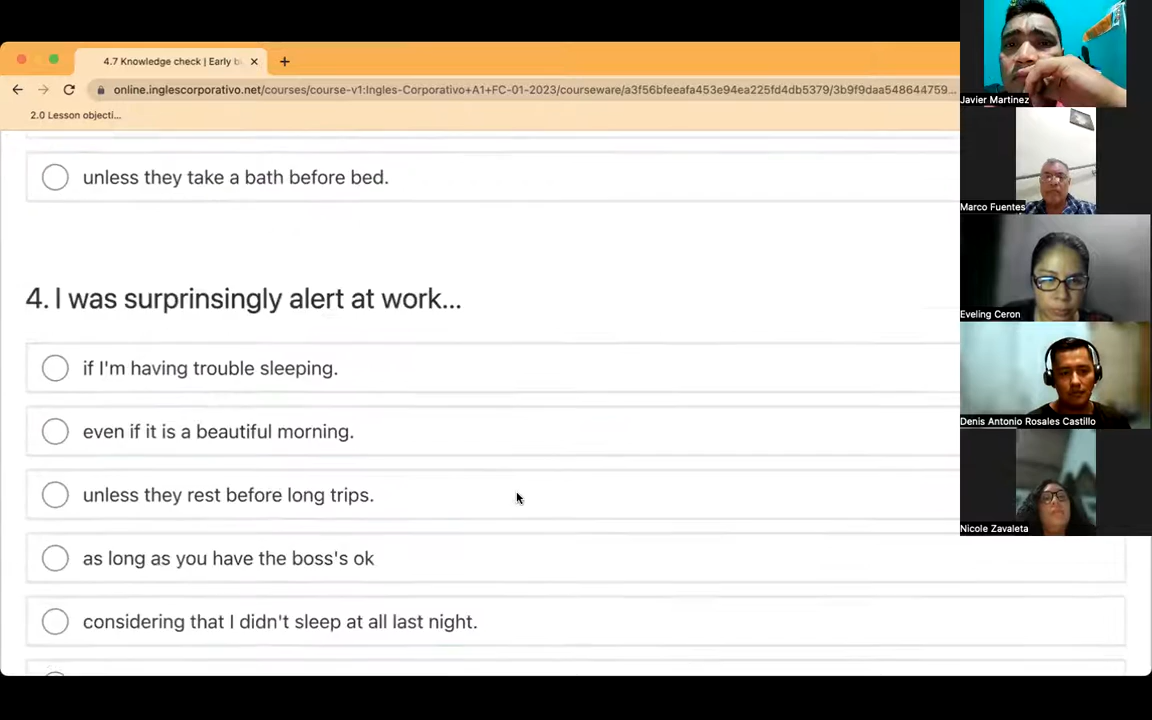 4.7 Knowledge check | Early b
online.inglescorporativo.net/courses/course-v1:Ingles-Corporativo+A1+FC-01-2023/courseware/a3f56bfeeafa453e94ea225fd4db5379/3b9f9daa548644759...
2.0 Lesson objecti...
unless they take a bath before bed.
4. I was surprinsingly alert at work...
if I'm having trouble sleeping.
even if it is a beautiful morning.
unless they rest before long trips.
as long as you have the boss's ok
considering that I didn't sleep at all last night.
Javier Martinez
Marco Fuentes
Eveling Ceron
Denis Antonio Rosales Castillo
Nicole Zavaleta